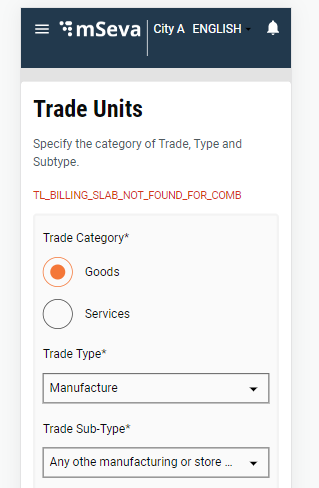 mSeva City A ENGLISH
Trade Units
Specify the category of Trade, Type and
Subtype.
TL_BILLING_SLAB_NOT_FOUND_FOR_COMB
Trade Category*
Goods
Services
Trade Type*
Manufacture
Trade Sub-Type*
Any othe manufacturing or store ...